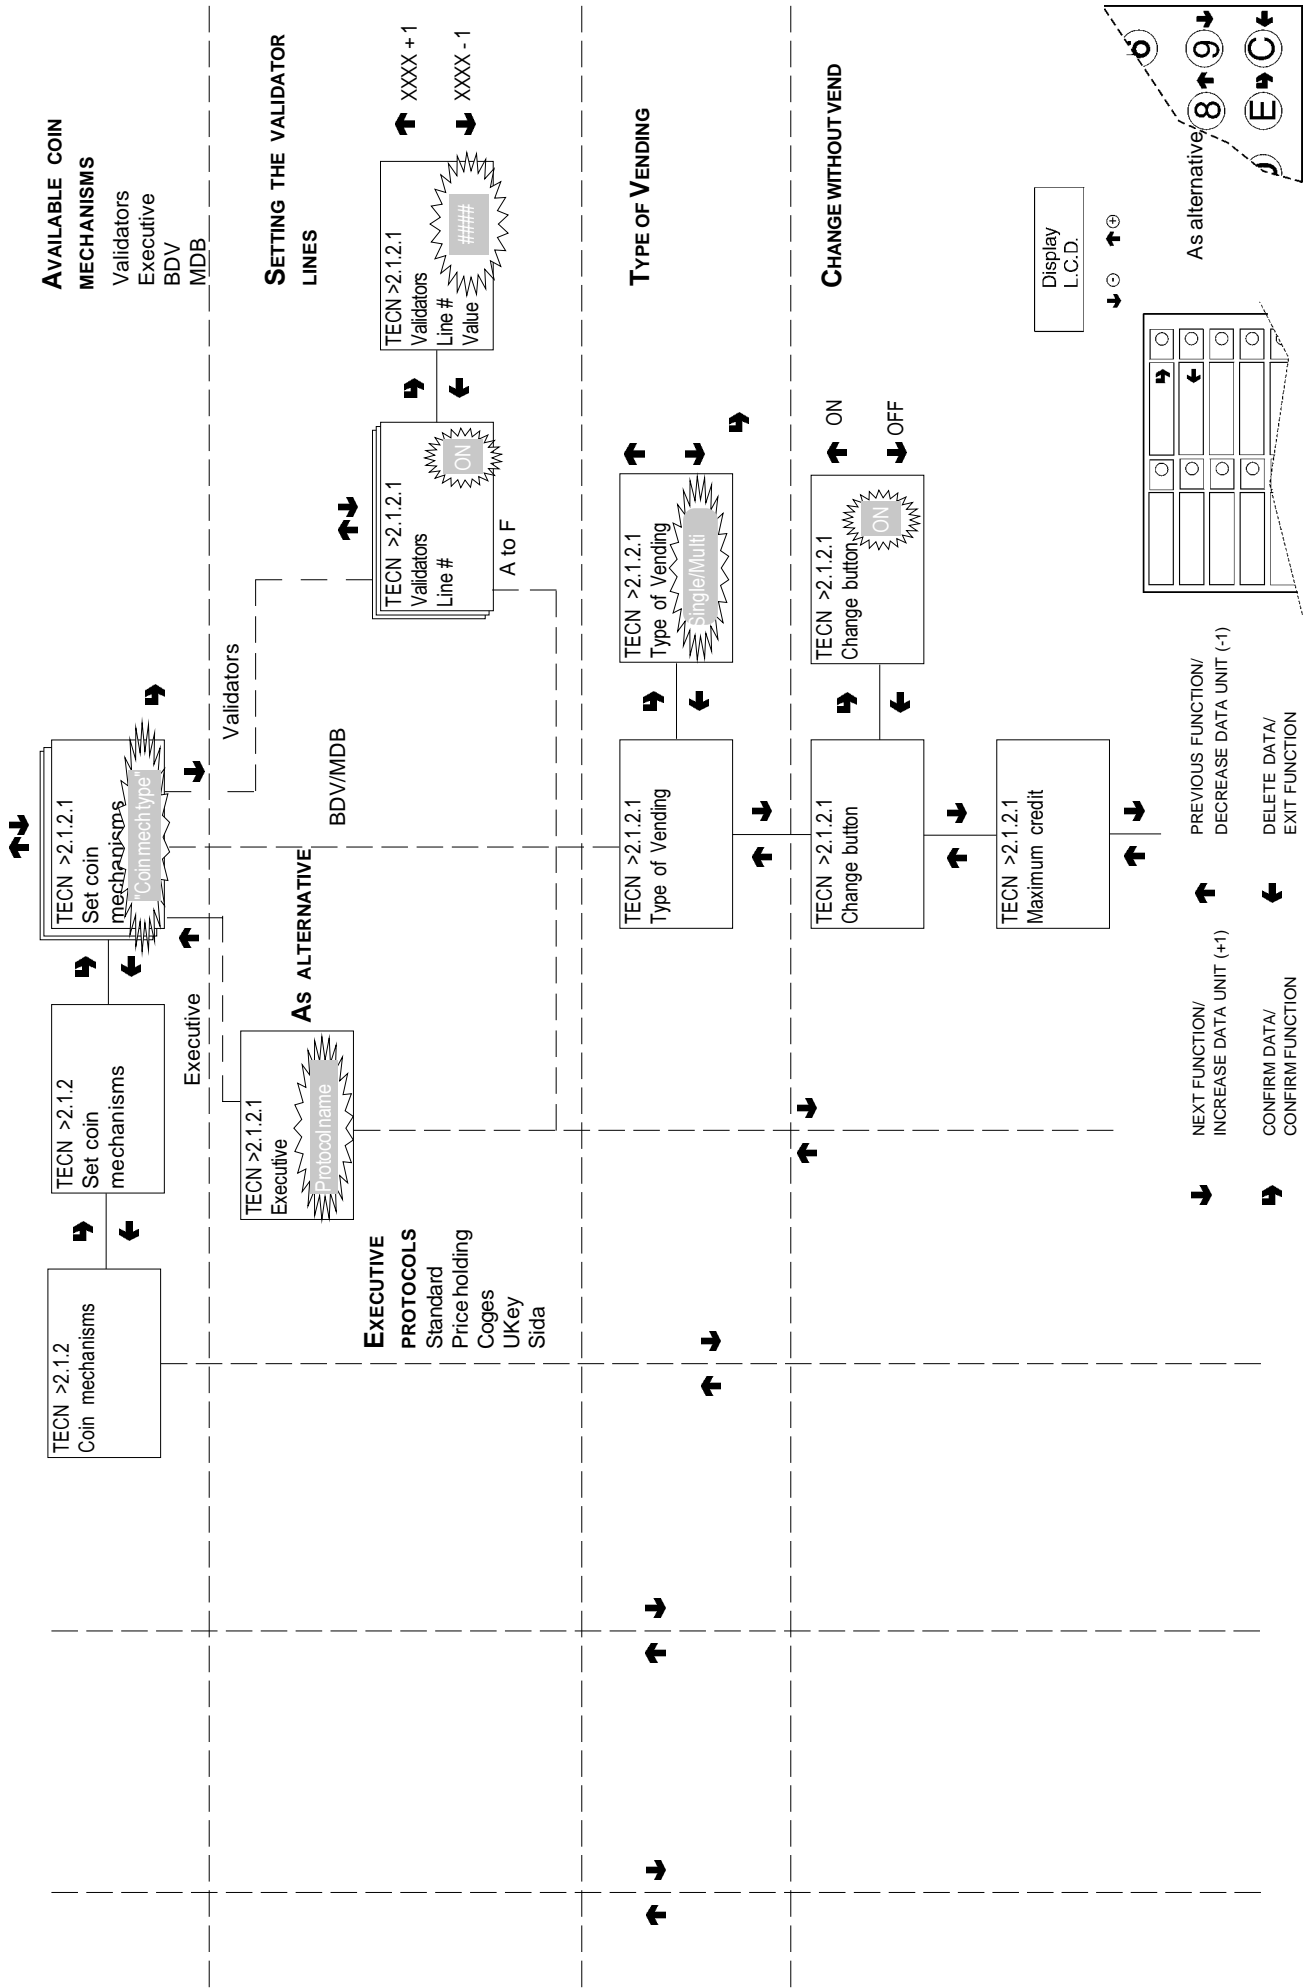 TECN >2.1.2
Coin mechanisms
TECN >2.1.2
Set coin
mechanisms
TECN >2.1.2.1
Set coin
mechanisms
"Coin mech type"
AVAILABLE COIN
MECHANISMS
Validators
Executive
BDV
MDB
Executive
Validators
BDV/MDB
TECN >2.1.2.1
Executive
Protocol name
AS ALTERNATIVE
EXECUTIVE
PROTOCOLS
Standard
Price holding
Coges
UKey
Sida
SETTING THE VALIDATOR
LINES
TECN >2.1.2.1
Validators
Line #
ON
A to F
TECN >2.1.2.1
Validators
Line #
Value
####
XXXX + 1
XXXX - 1
TYPE OF VENDING
TECN >2.1.2.1
Type of Vending
TECN >2.1.2.1
Type of Vending
Single/Multi
CHANGE WITHOUT VEND
TECN >2.1.2.1
Change button
TECN >2.1.2.1
Change button
ON
ON
OFF
TECN >2.1.2.1
Maximum credit
NEXT FUNCTION/
INCREASE DATA UNIT (+1)
PREVIOUS FUNCTION/
DECREASE DATA UNIT (-1)
CONFIRM DATA/
CONFIRM FUNCTION
DELETE DATA/
EXIT FUNCTION
Display
L.C.D.
- +
As alternative
8 9
E C